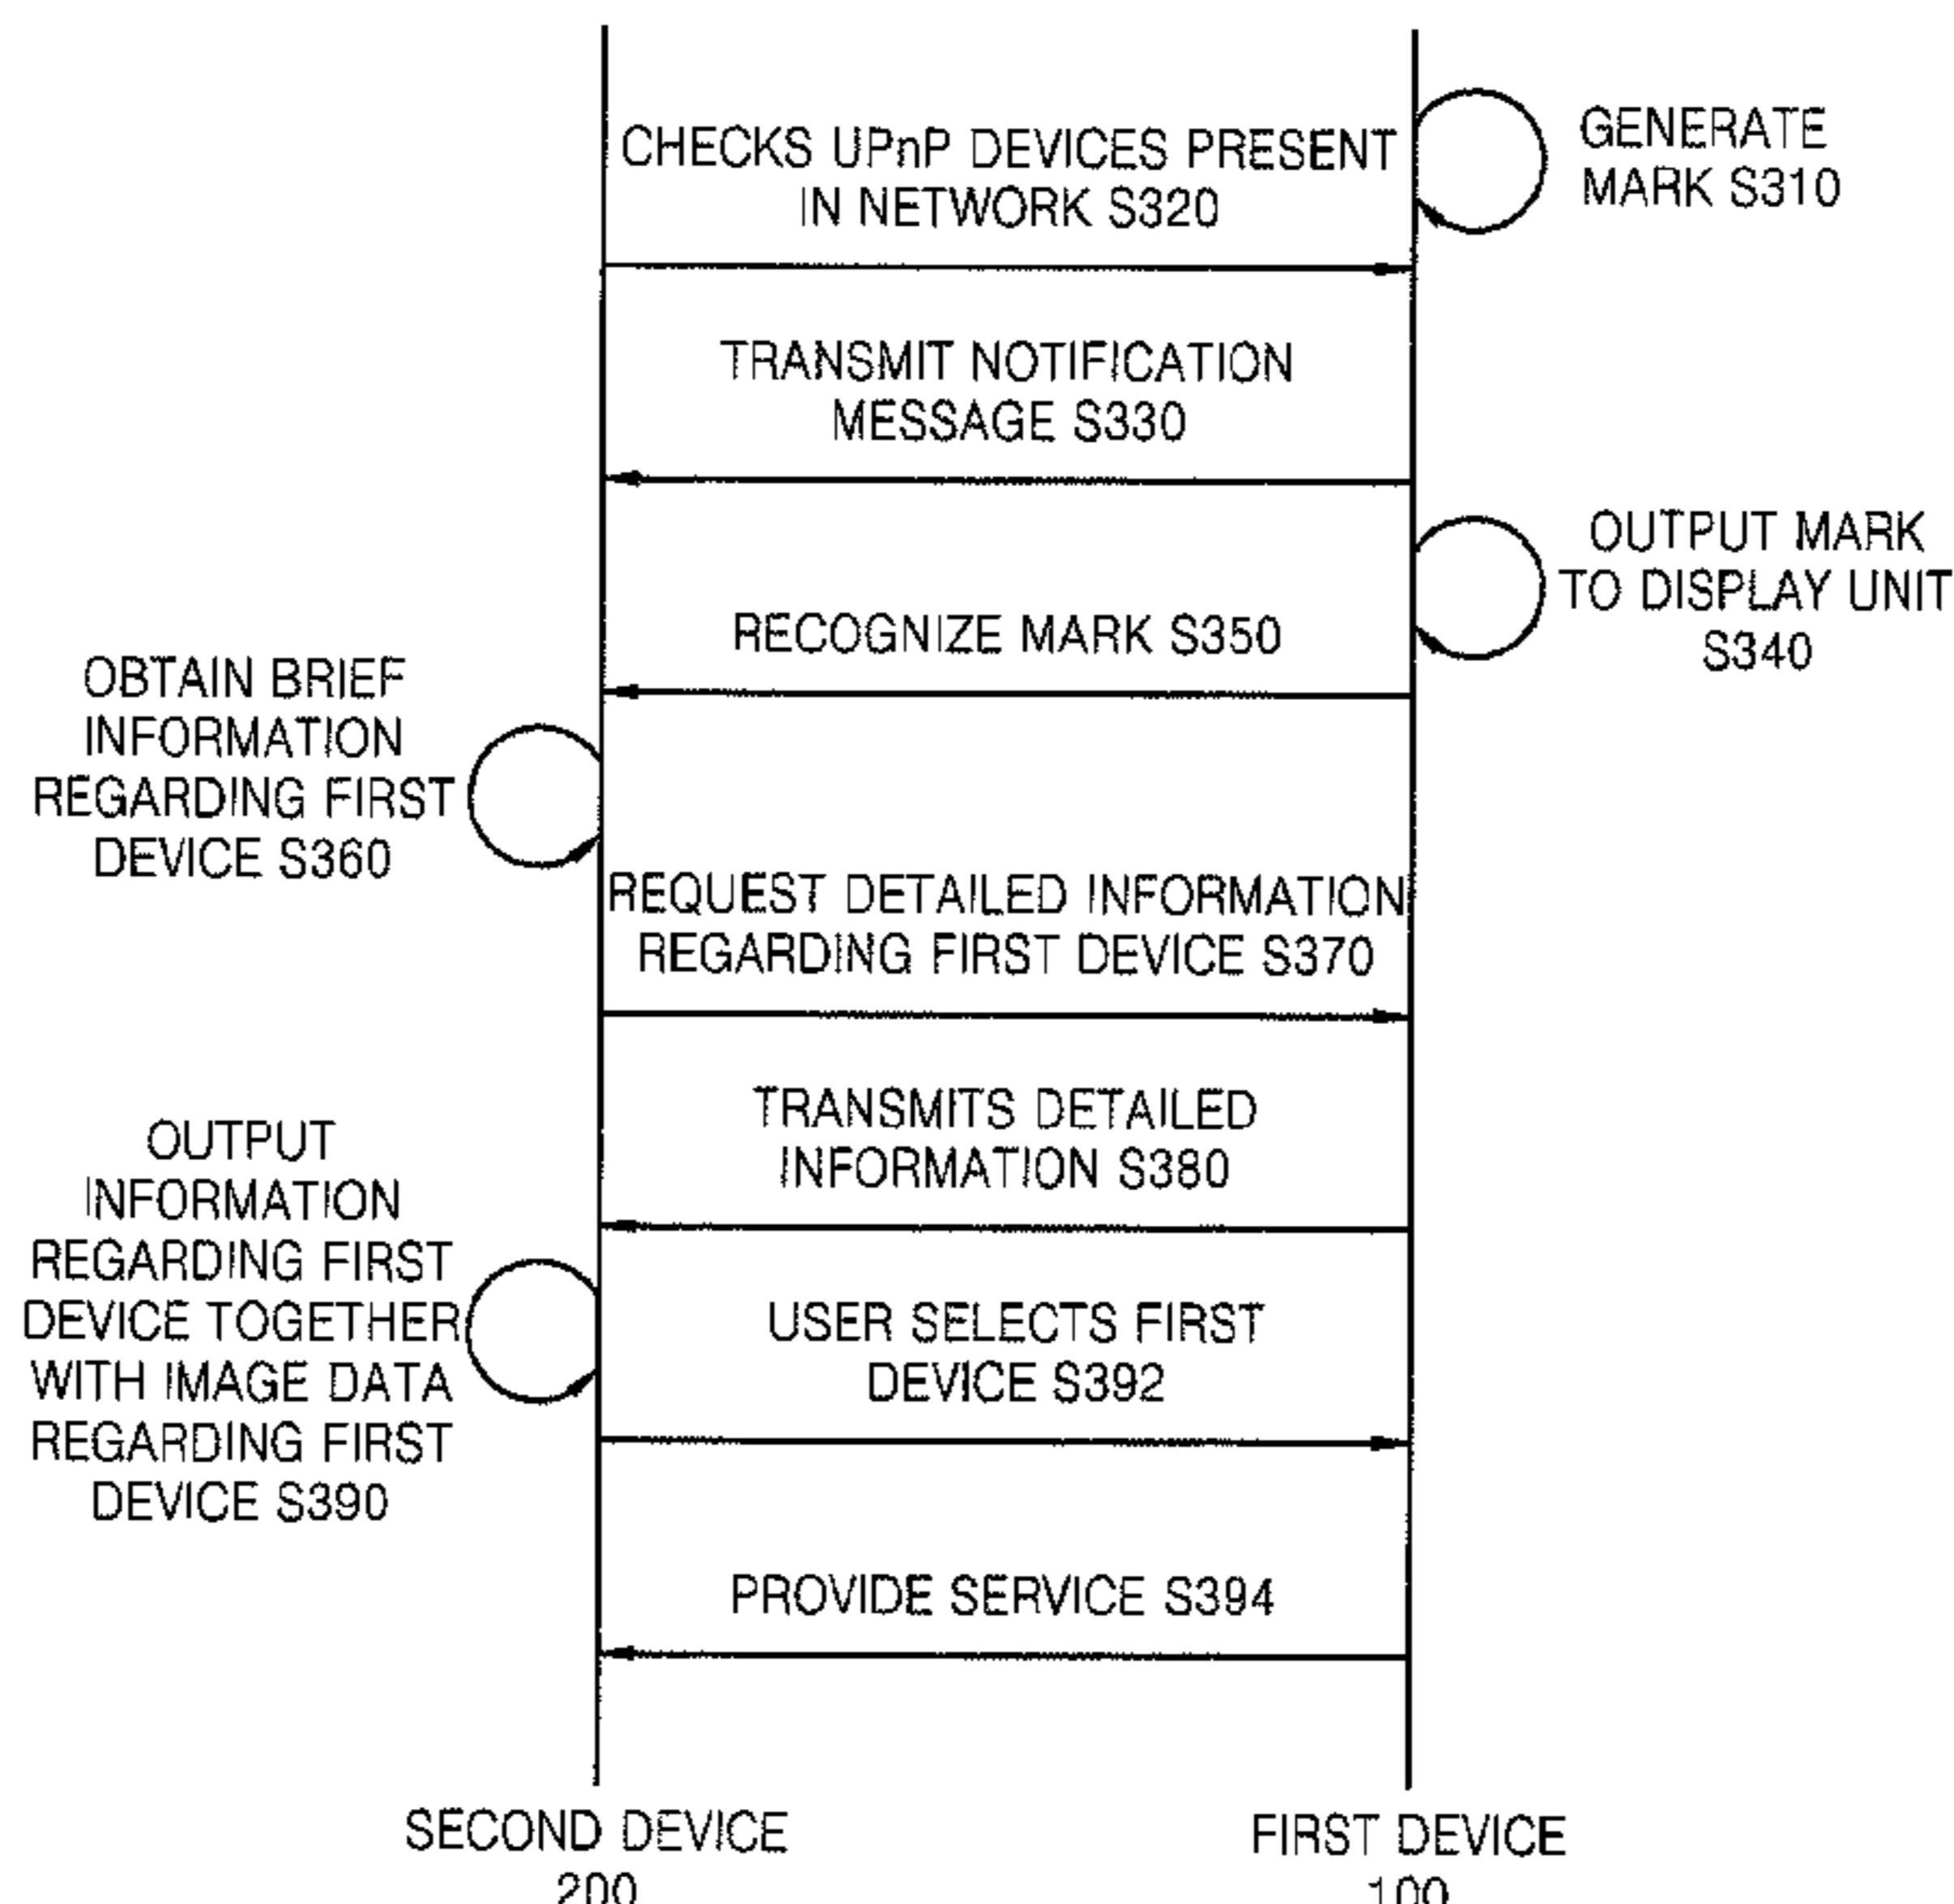 CHECKS UPnP DEVICES PRESENT
IN NETWORK S320
GENERATE
MARK S310
TRANSMIT NOTIFICATION
MESSAGE S330
OUTPUT MARK
TO DISPLAY UNIT
S340
RECOGNIZE MARK S350
OBTAIN BRIEF
INFORMATION
REGARDING FIRST
DEVICE S360
REQUEST DETAILED INFORMATION
REGARDING FIRST DEVICE S370
TRANSMITS DETAILED
INFORMATION S380
OUTPUT
INFORMATION
REGARDING FIRST
DEVICE TOGETHER
WITH IMAGE DATA
REGARDING FIRST
DEVICE S390
USER SELECTS FIRST
DEVICE S392
PROVIDE SERVICE S394
SECOND DEVICE
200
FIRST DEVICE
100